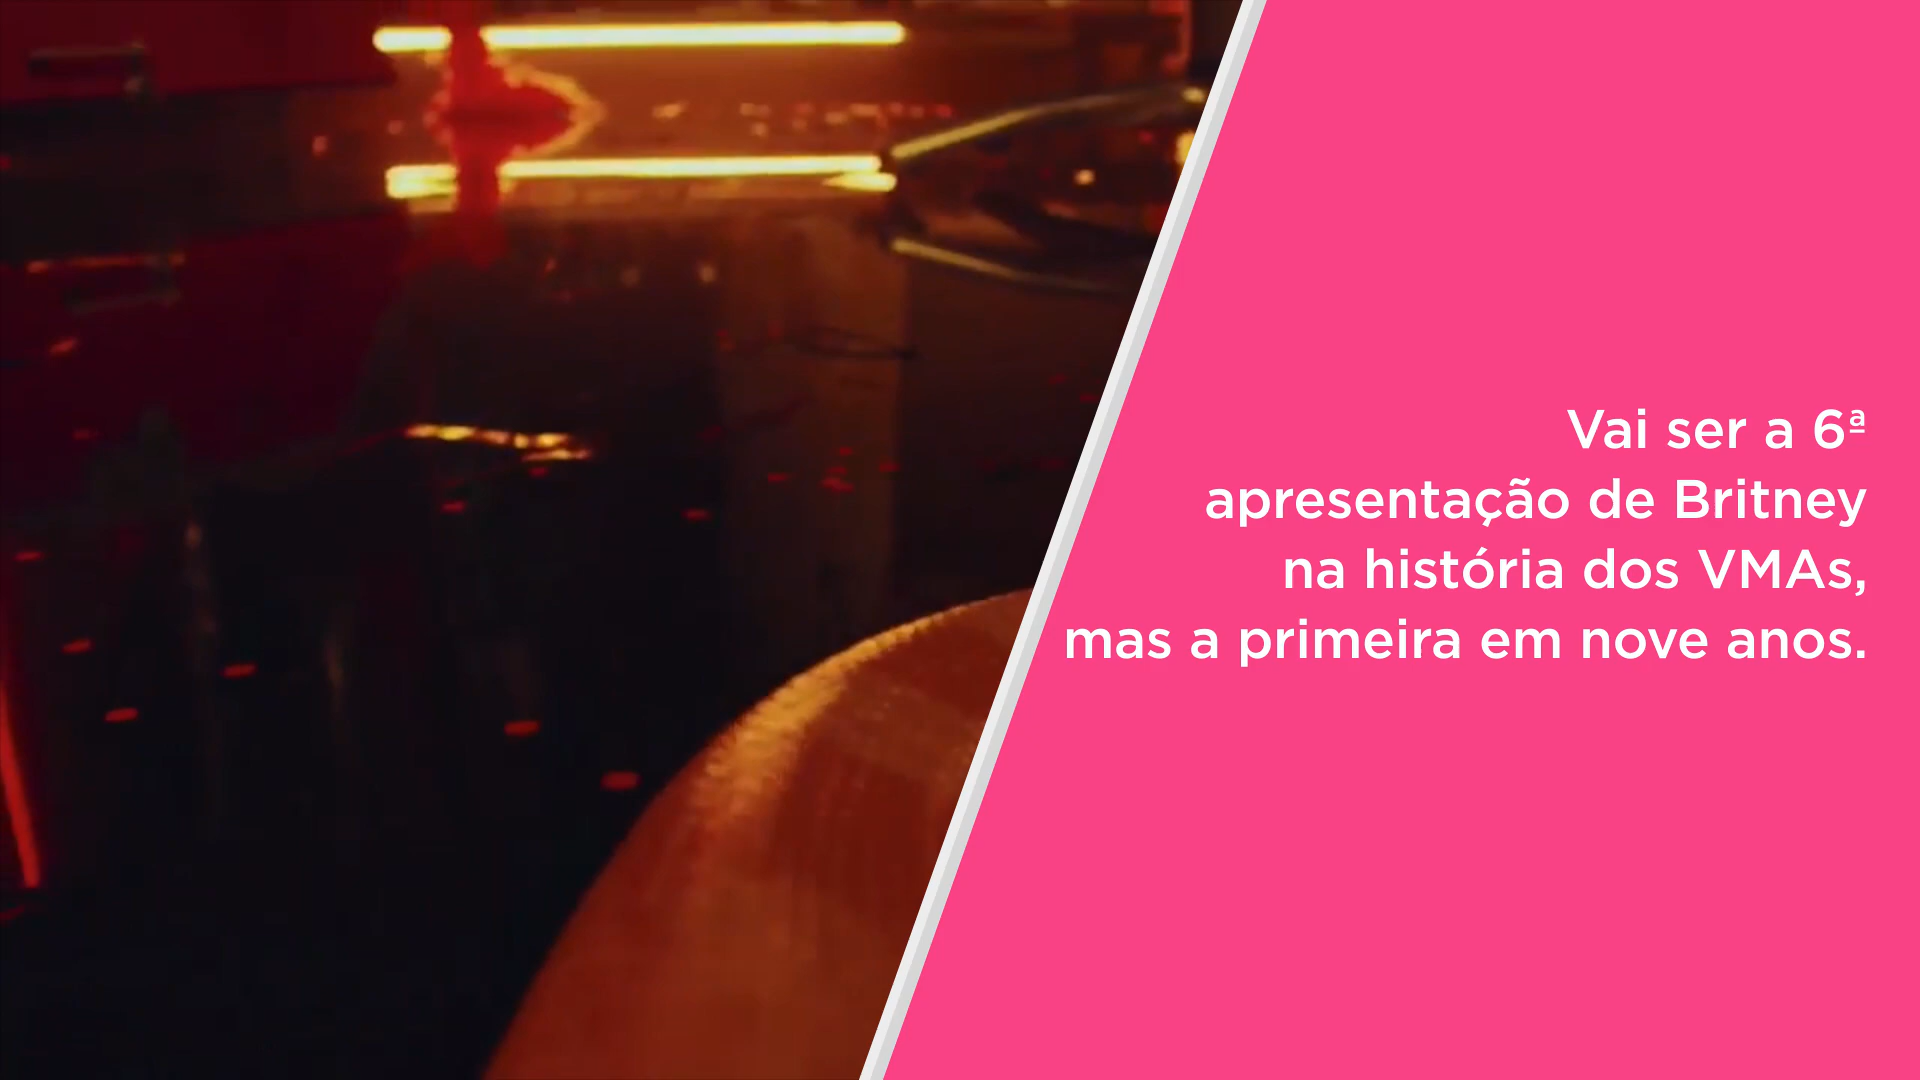 Vai ser a 6ª
apresentação de Britney
na história dos VMAs,
mas a primeira em nove anos.